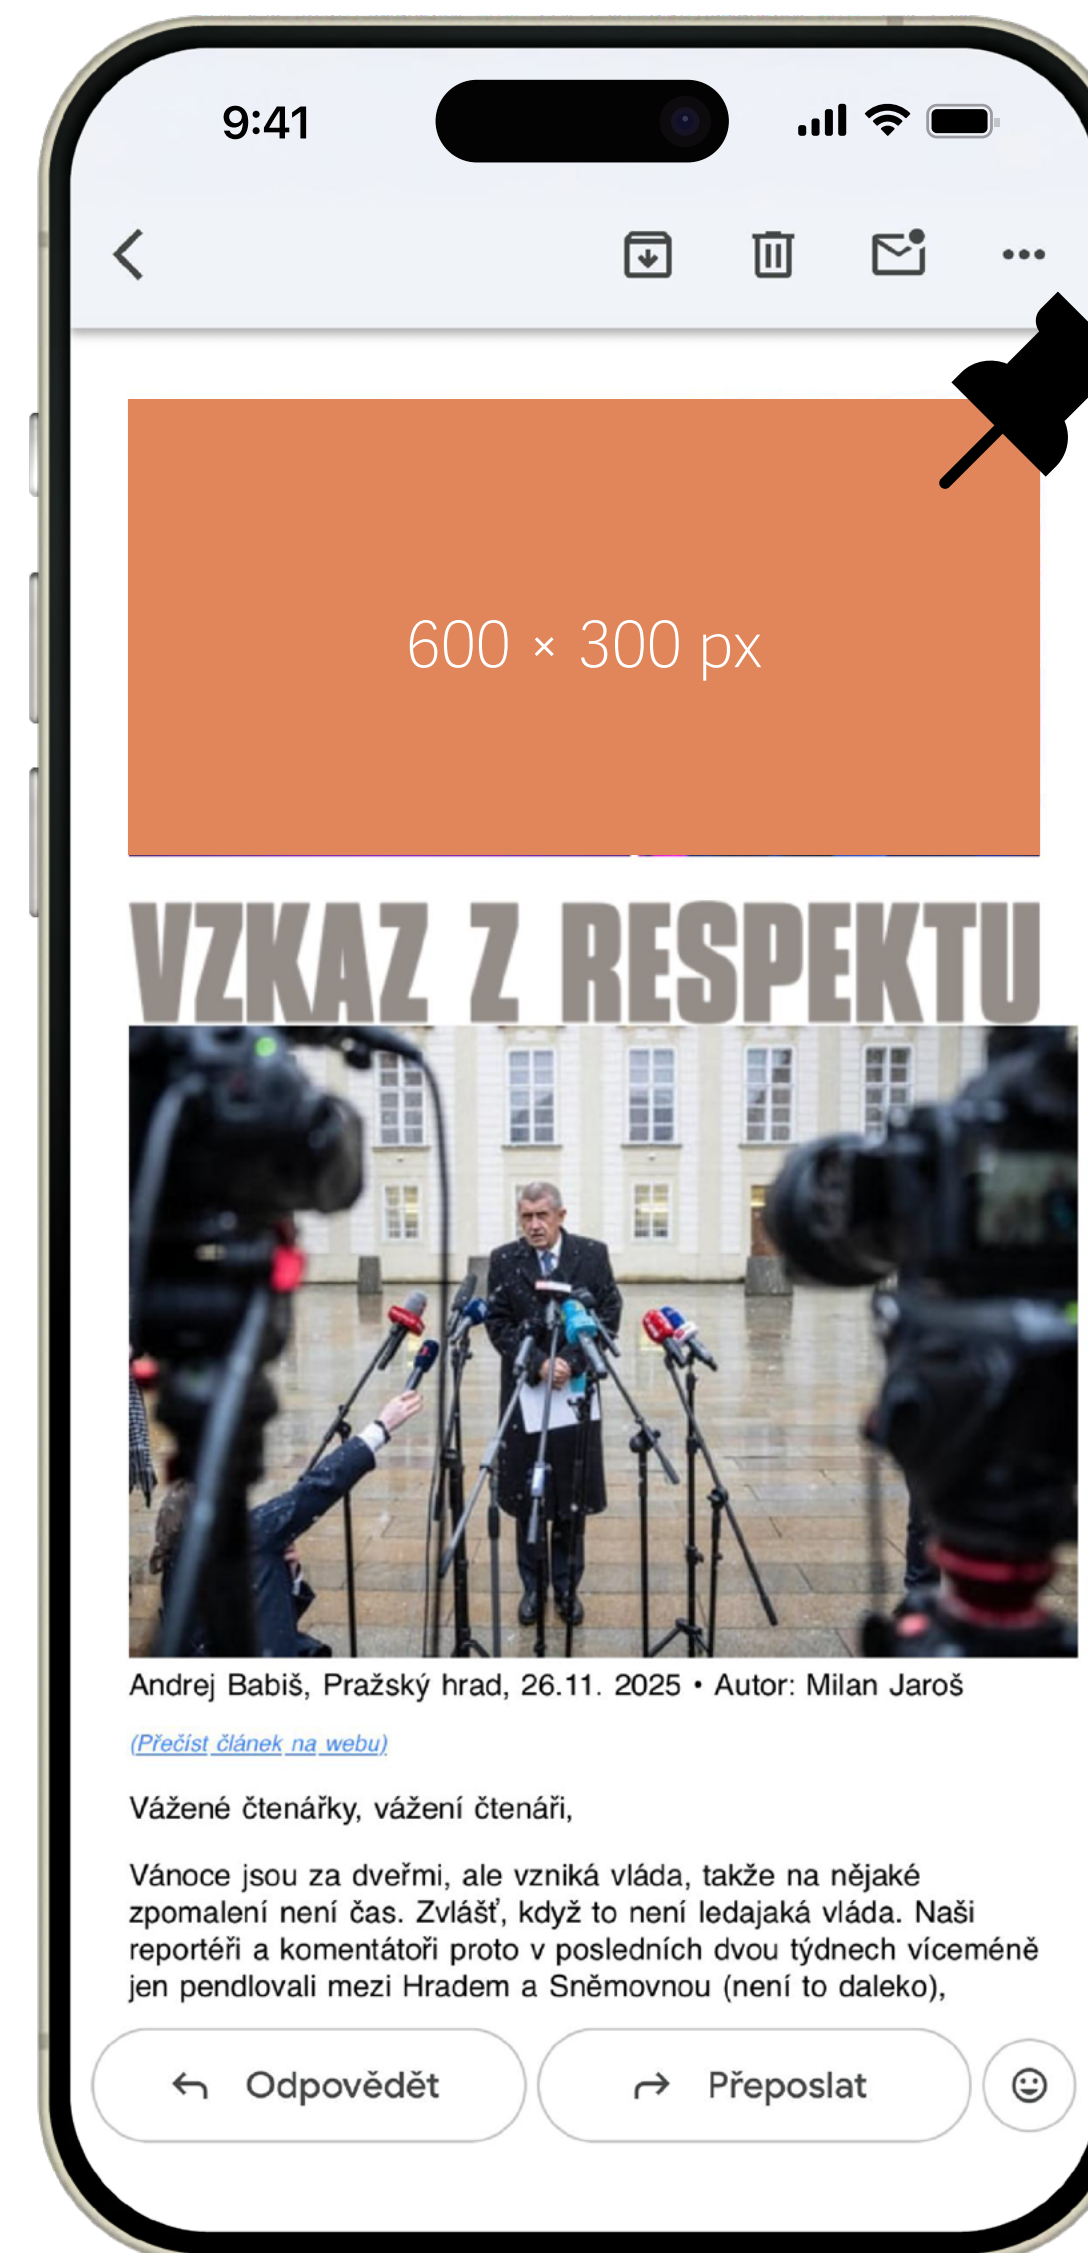 9:41
600 × 300 px
VZKAZ Z RESPEKTU
Andrej Babiš, Pražský hrad, 26.11. 2025 • Autor: Milan Jaroš
(Přečíst článek na webu)
Vážené čtenářky, vážení čtenáři,
Vánoce jsou za dveřmi, ale vzniká vláda, takže na nějaké
zpomalení není čas. Zvlášť, když to není ledajaká vláda. Naši
reportéři a komentátoři proto v posledních dvou týdnech víceméně
jen pendlovali mezi Hradem a Sněmovnou (není to daleko),
Odpovědět
Přeposlat